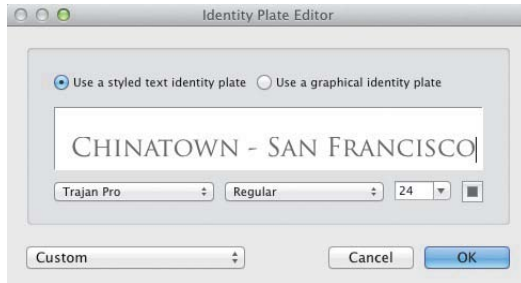 Identity Plate Editor
Use a styled text identity plate Use a graphical identity plate
Chinatown - San Francisco
Trajan Pro Regular 24
Custom Cancel OK